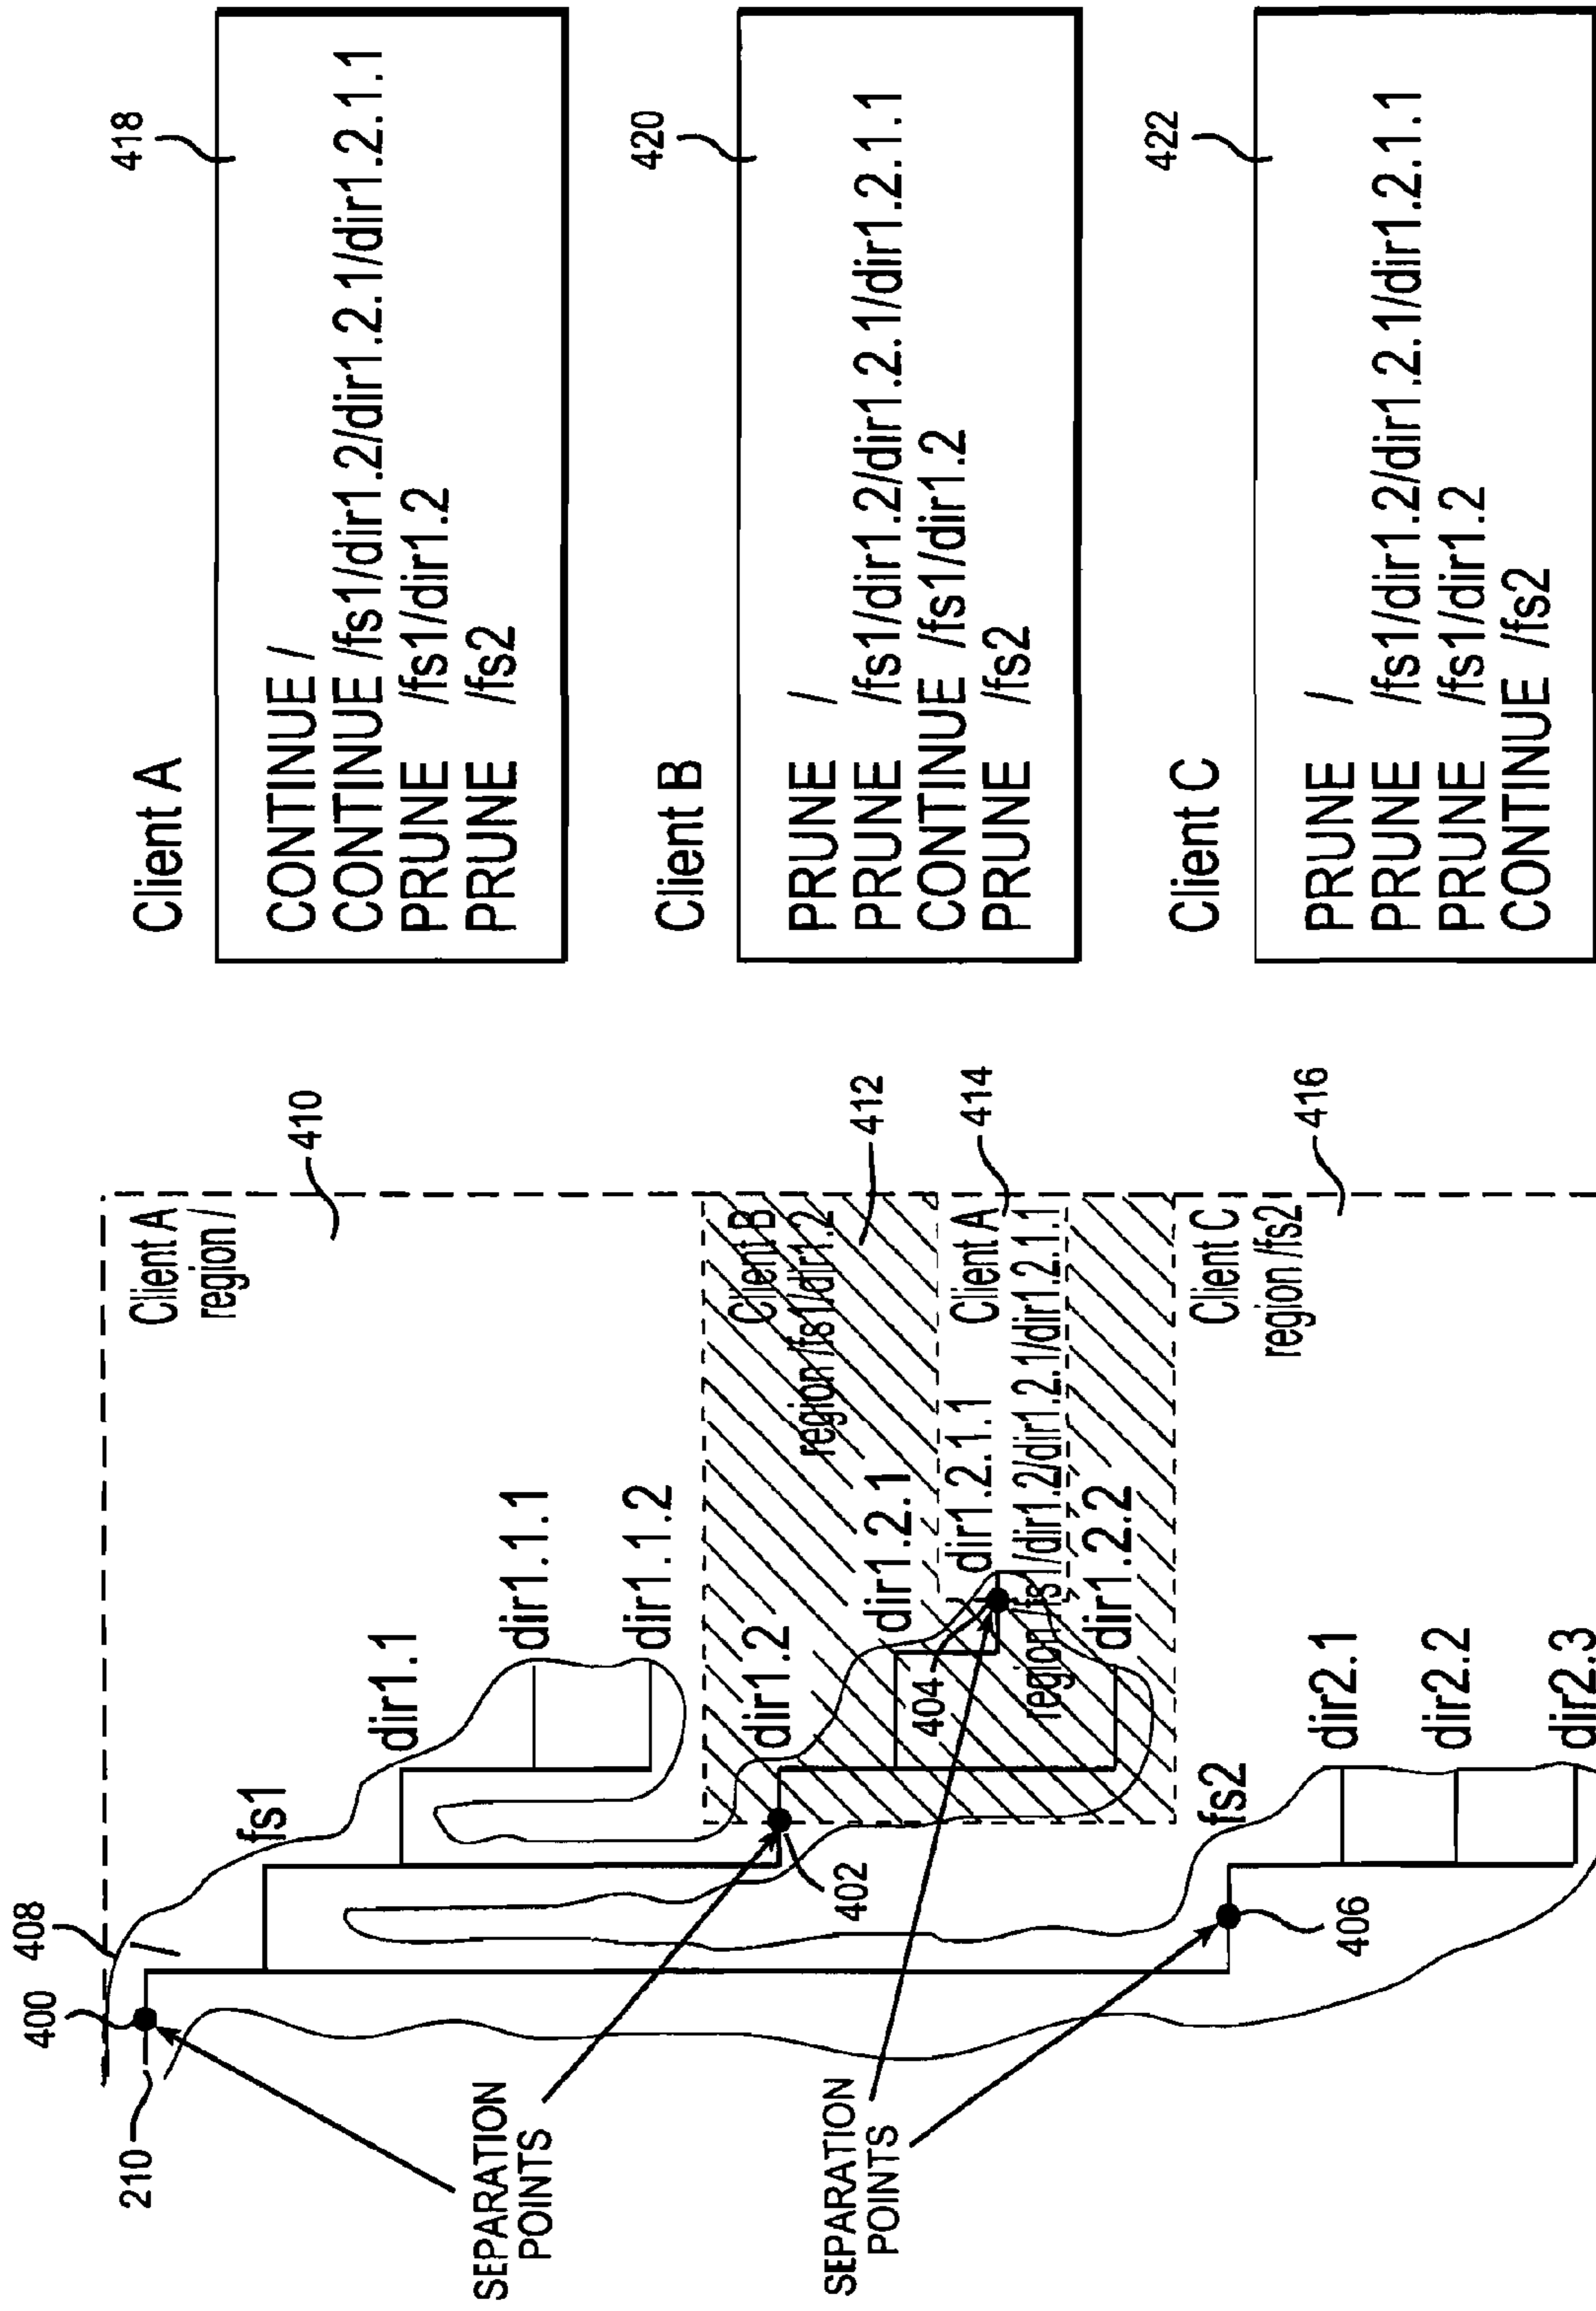 400
408
/
210
fs1
dir1.1
dir1.1.1
dir1.1.2
dir1.2
dir1.2.1
dir1.2.1.1
dir1.2.2
fs2
dir2.1
dir2.2
dir2.3
402
404
406
SEPARATION
POINTS
SEPARATION
POINTS
Client A
region /
410
Client B
region /fs1/dir1.2
412
Client A
region /fs1/dir1.2/dir1.2.1/dir1.2.1.1
414
Client C
region /fs2
416
Client A
418
CONTINUE /
CONTINUE /fs1/dir1.2/dir1.2.1/dir1.2.1.1
PRUNE /fs1/dir1.2
PRUNE /fs2
Client B
420
PRUNE /
PRUNE /fs1/dir1.2/dir1.2.1/dir1.2.1.1
CONTINUE /fs1/dir1.2
PRUNE /fs2
Client C
422
PRUNE /
PRUNE /fs1/dir1.2/dir1.2.1/dir1.2.1.1
PRUNE /fs1/dir1.2
CONTINUE /fs2